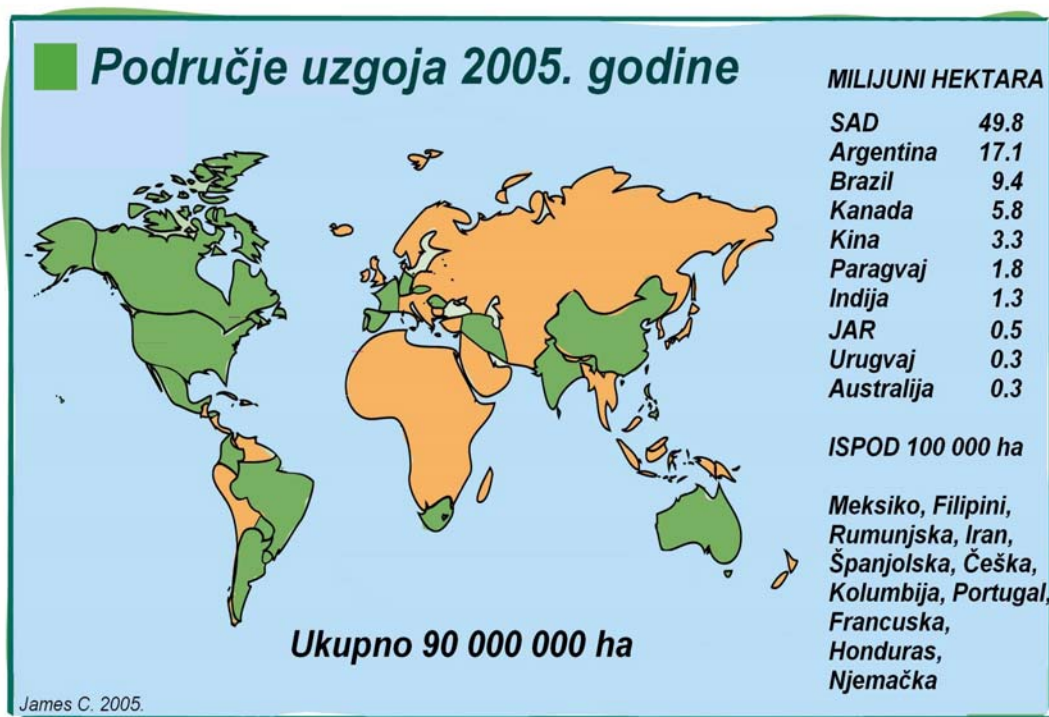 Područje uzgoja 2005. godine
MILIJUNI HEKTARA
SAD 49.8
Argentina 17.1
Brazil 9.4
Kanada 5.8
Kina 3.3
Paragvaj 1.8
Indija 1.3
JAR 0.5
Urugvaj 0.3
Australija 0.3
ISPOD 100 000 ha
Meksiko, Filipini,
Rumunjska, Iran,
Španjolska, Češka,
Kolumbija, Portugal,
Francuska,
Honduras,
Njemačka
Ukupno 90 000 000 ha
James C. 2005.